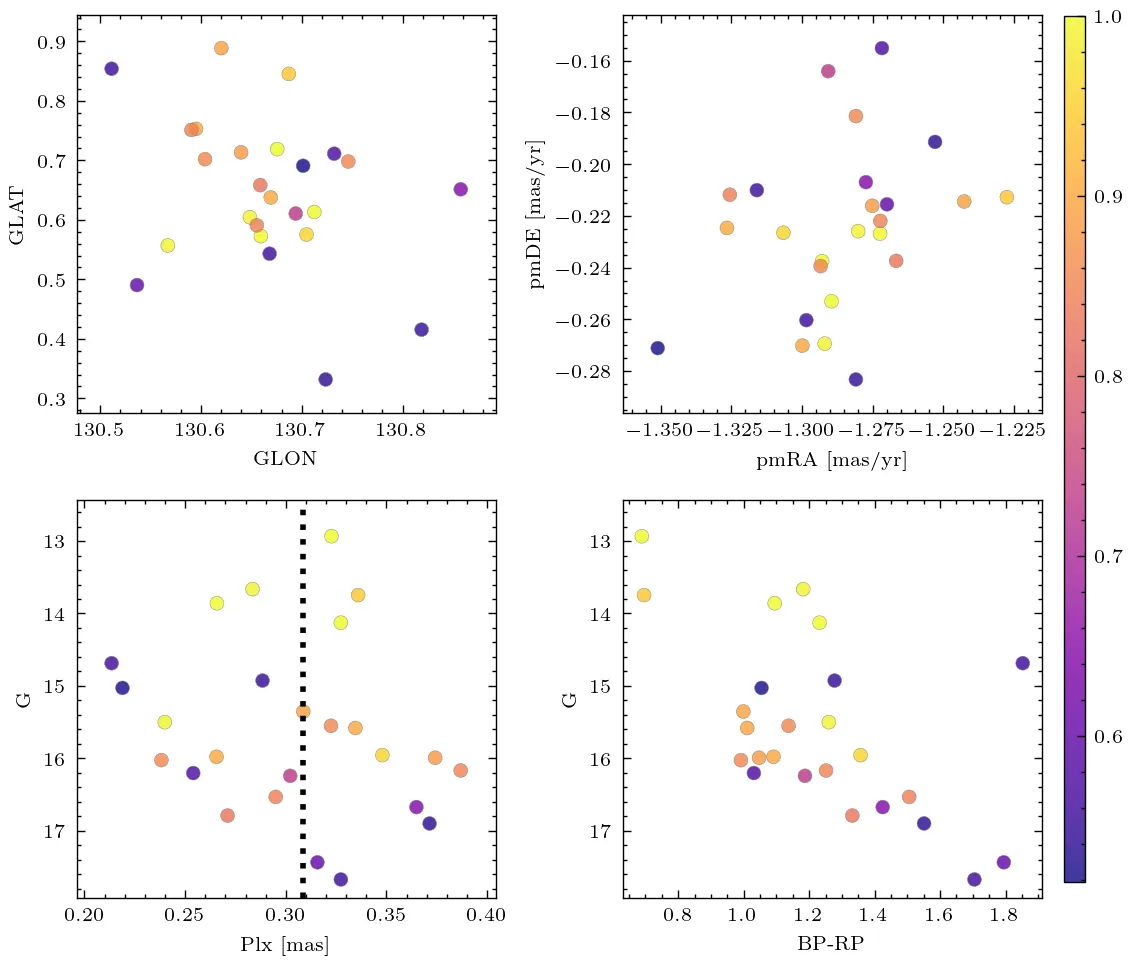 0.9
0.8
0.7
0.6
0.5
0.4
0.3
GLAT
130.5 130.6 130.7 130.8
GLON
−0.16
−0.18
−0.20
−0.22
−0.24
−0.26
−0.28
pmDE [mas/yr]
−1.350 −1.325 −1.300 −1.275 −1.250 −1.225
pmRA [mas/yr]
1.0
0.9
0.8
0.7
0.6
13
14
15
16
17
G
0.20 0.25 0.30 0.35 0.40
Plx [mas]
13
14
15
16
17
G
0.8 1.0 1.2 1.4 1.6 1.8
BP-RP